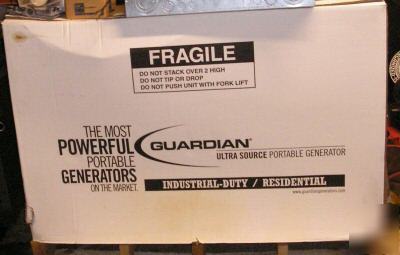 FRAGILE
DO NOT STACK OVER 2 HIGH
DO NOT TIP OR DROP
DO NOT PUSH UNIT WITH FORK LIFT
THE MOST
POWERFUL
PORTABLE
GENERATORS
ON THE MARKET.
GUARDIAN®
ULTRA SOURCE PORTABLE GENERATOR
INDUSTRIAL-DUTY / RESIDENTIAL
www.guardiangenerators.com